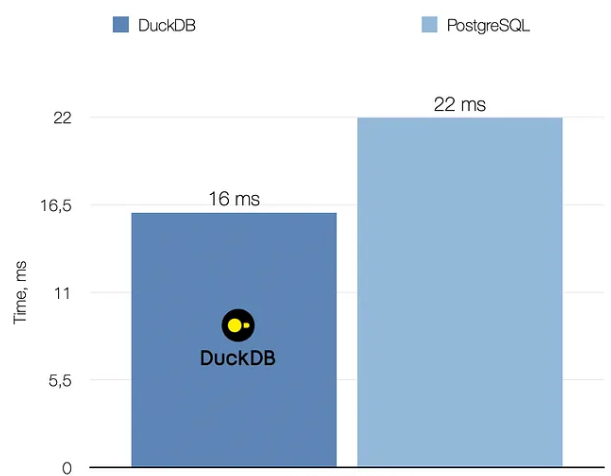 DuckDB
PostgreSQL
22 ms
22
16 ms
16,5
Time, ms
11
DuckDB
5,5
0